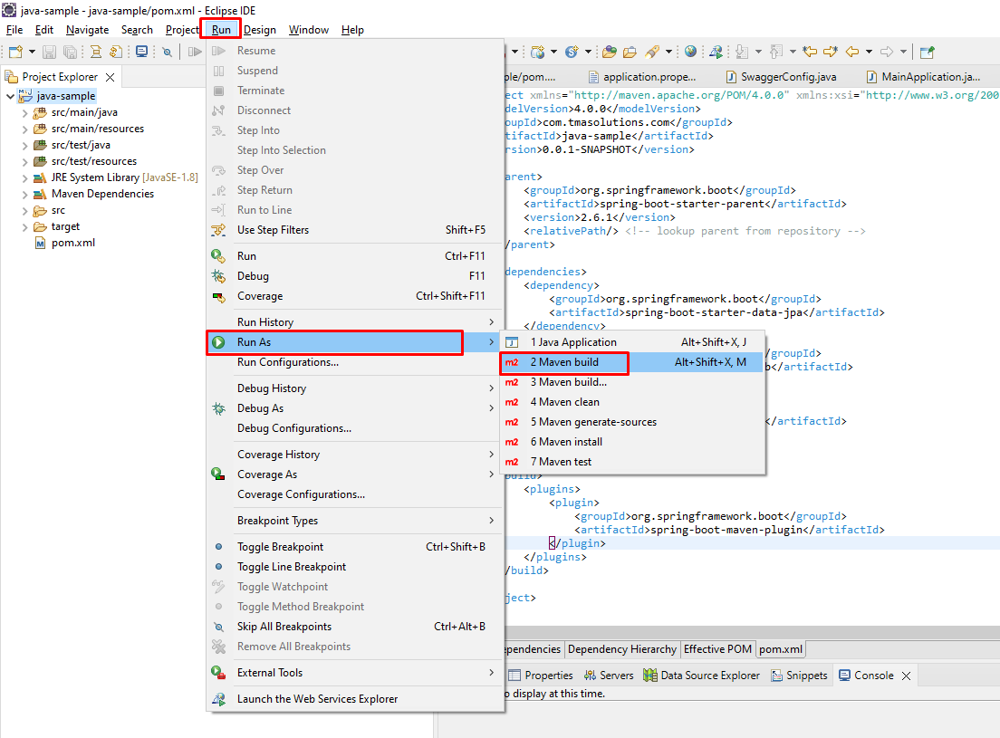 java-sample - java-sample/pom.xml - Eclipse IDE
File Edit Navigate Search Project Run Design Window Help
Project Explorer
java-sample
src/main/java
src/main/resources
src/test/java
src/test/resources
JRE System Library [JavaSE-1.8]
Maven Dependencies
src
target
pom.xml
Resume
Suspend
Terminate
Disconnect
Step Into
Step Into Selection
Step Over
Step Return
Run to Line
Use Step Filters Shift+F5
Run Ctrl+F11
Debug F11
Coverage Ctrl+Shift+F11
Run History
Run As
Run Configurations...
Debug History
Debug As
Debug Configurations...
Coverage History
Coverage As
Coverage Configurations...
Breakpoint Types
Toggle Breakpoint Ctrl+Shift+B
Toggle Line Breakpoint
Toggle Watchpoint
Toggle Method Breakpoint
Skip All Breakpoints Ctrl+Alt+B
Remove All Breakpoints
External Tools
Launch the Web Services Explorer
m2 1 Java Application Alt+Shift+X, J
m2 2 Maven build Alt+Shift+X, M
m2 3 Maven build...
m2 4 Maven clean
m2 5 Maven generate-sources
m2 6 Maven install
m2 7 Maven test
ple/pom.... application.prope... SwaggerConfig.java MainApplication.ja...
ect xmlns="http://maven.apache.org/POM/4.0.0" xmlns:xsi="http://www.w3.org/200
delVersion>4.0.0</modelVersion>
oupId>com.tmasolutions.com</groupId>
tifactId>java-sample</artifactId>
rsion>0.0.1-SNAPSHOT</version>
arent>
<groupId>org.springframework.boot</groupId>
<artifactId>spring-boot-starter-parent</artifactId>
<version>2.6.1</version>
<relativePath/> <!-- lookup parent from repository -->
/parent>
dependencies>
<dependency>
<groupId>org.springframework.boot</groupId>
<artifactId>spring-boot-starter-data-jpa</artifactId>
</dependency>
</groupId>
b</artifactId>
</artifactId>
build>
<plugins>
<plugin>
<groupId>org.springframework.boot</groupId>
<artifactId>spring-boot-maven-plugin</artifactId>
</plugin>
</plugins>
/build>
ject>
ependencies Dependency Hierarchy Effective POM pom.xml
Properties Servers Data Source Explorer Snippets Console
o display at this time.